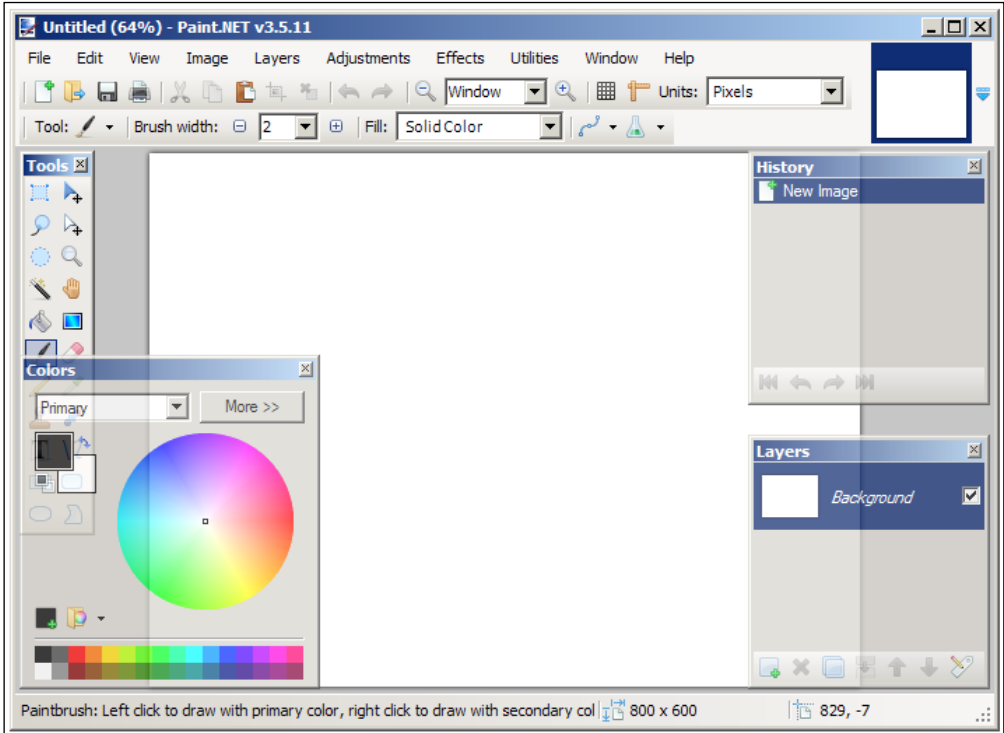 Untitled (64%) - Paint.NET v3.5.11
File Edit View Image Layers Adjustments Effects Utilities Window Help
Window Units: Pixels
Tool: Brush width: 2 Fill: Solid Color
Tools
History
New Image
Colors
Primary More >>
Layers
Background
Paintbrush: Left click to draw with primary color, right click to draw with secondary col 800 x 600 829, -7